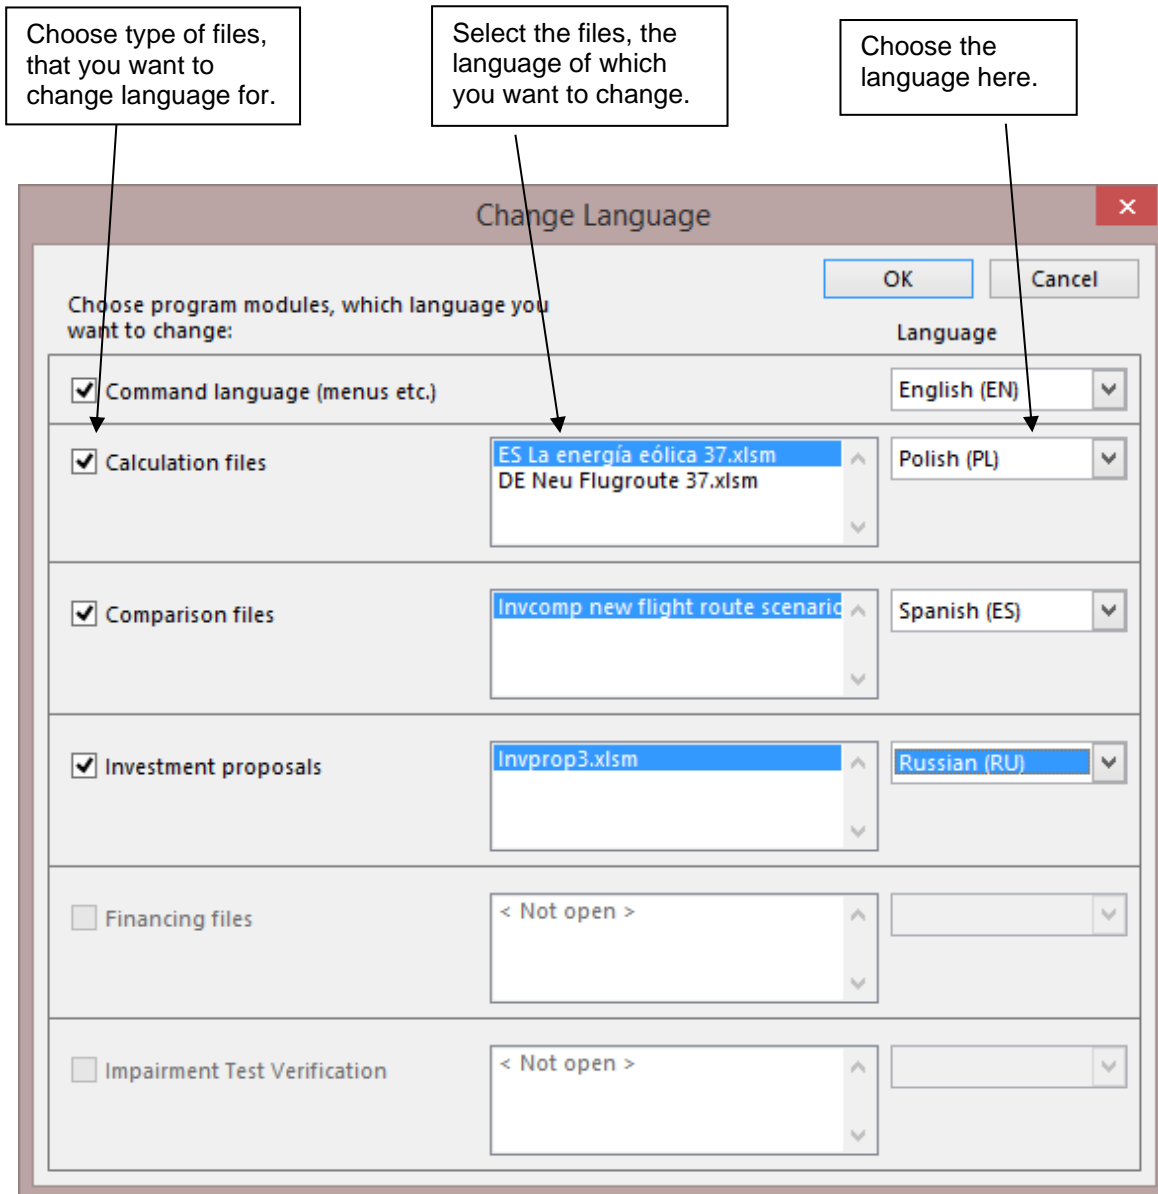 Choose type of files,
that you want to
change language for.
Select the files, the
language of which
you want to change.
Choose the
language here.
Change Language
OK
Cancel
Choose program modules, which language you
want to change:
Language
Command language (menus etc.)
English (EN)
Calculation files
ES La energía eólica 37.xlsm
DE Neu Flugroute 37.xlsm
Polish (PL)
Comparison files
Invcomp new flight route scenario
Spanish (ES)
Investment proposals
Invprop3.xlsm
Russian (RU)
Financing files
< Not open >
Impairment Test Verification
< Not open >